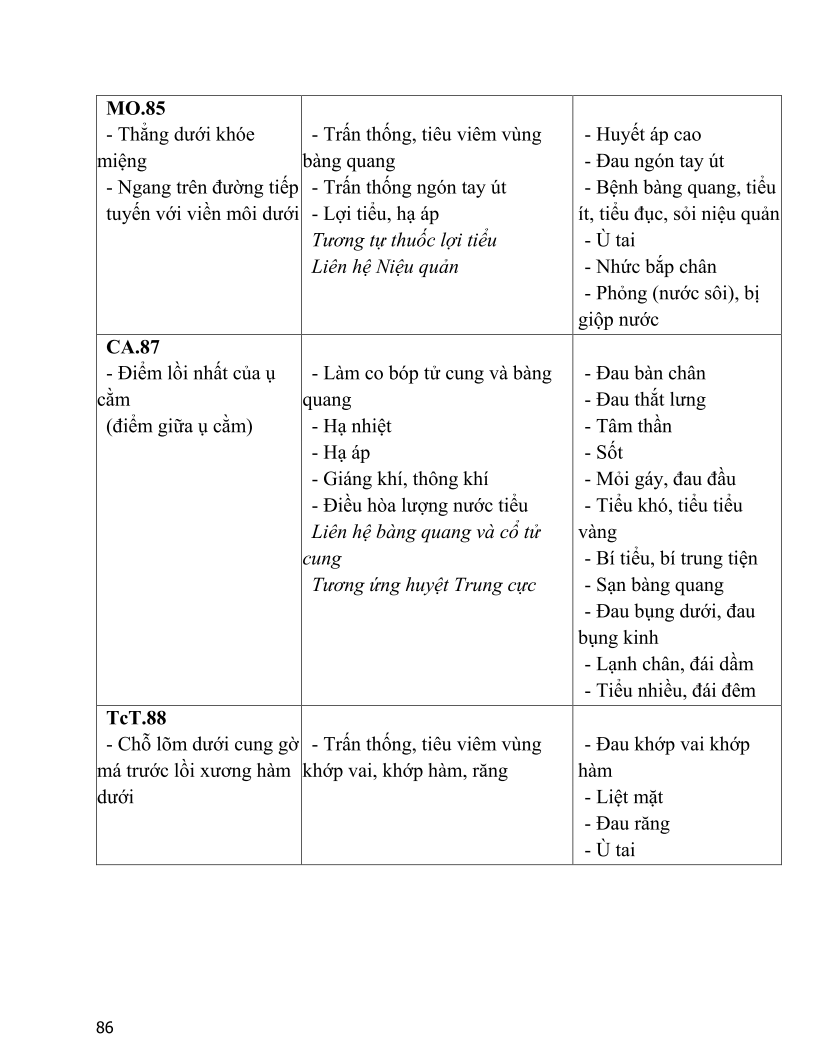 MO.85
- Thẳng dưới khóe
miệng
- Ngang trên đường tiếp
tuyến với viền môi dưới
- Trấn thống, tiêu viêm vùng
bàng quang
- Trấn thống ngón tay út
- Lợi tiểu, hạ áp
Tương tự thuốc lợi tiểu
Liên hệ Niệu quản
- Huyết áp cao
- Đau ngón tay út
- Bệnh bàng quang, tiểu
ít, tiểu đục, sỏi niệu quản
- Ù tai
- Nhức bắp chân
- Phỏng (nước sôi), bị
giộp nước
CA.87
- Điểm lồi nhất của ụ
cằm
(điểm giữa ụ cằm)
- Làm co bóp tử cung và bàng
quang
- Hạ nhiệt
- Hạ áp
- Giáng khí, thông khí
- Điều hòa lượng nước tiểu
Liên hệ bàng quang và cổ tử
cung
Tương ứng huyệt Trung cực
- Đau bàn chân
- Đau thắt lưng
- Tâm thần
- Sốt
- Mỏi gáy, đau đầu
- Tiểu khó, tiểu tiểu
vàng
- Bí tiểu, bí trung tiện
- Sạn bàng quang
- Đau bụng dưới, đau
bụng kinh
- Lạnh chân, đái dầm
- Tiểu nhiều, đái đêm
TcT.88
- Chỗ lõm dưới cung gờ
má trước lồi xương hàm
dưới
- Trấn thống, tiêu viêm vùng
khớp vai, khớp hàm, răng
- Đau khớp vai khớp
hàm
- Liệt mặt
- Đau răng
- Ù tai
86